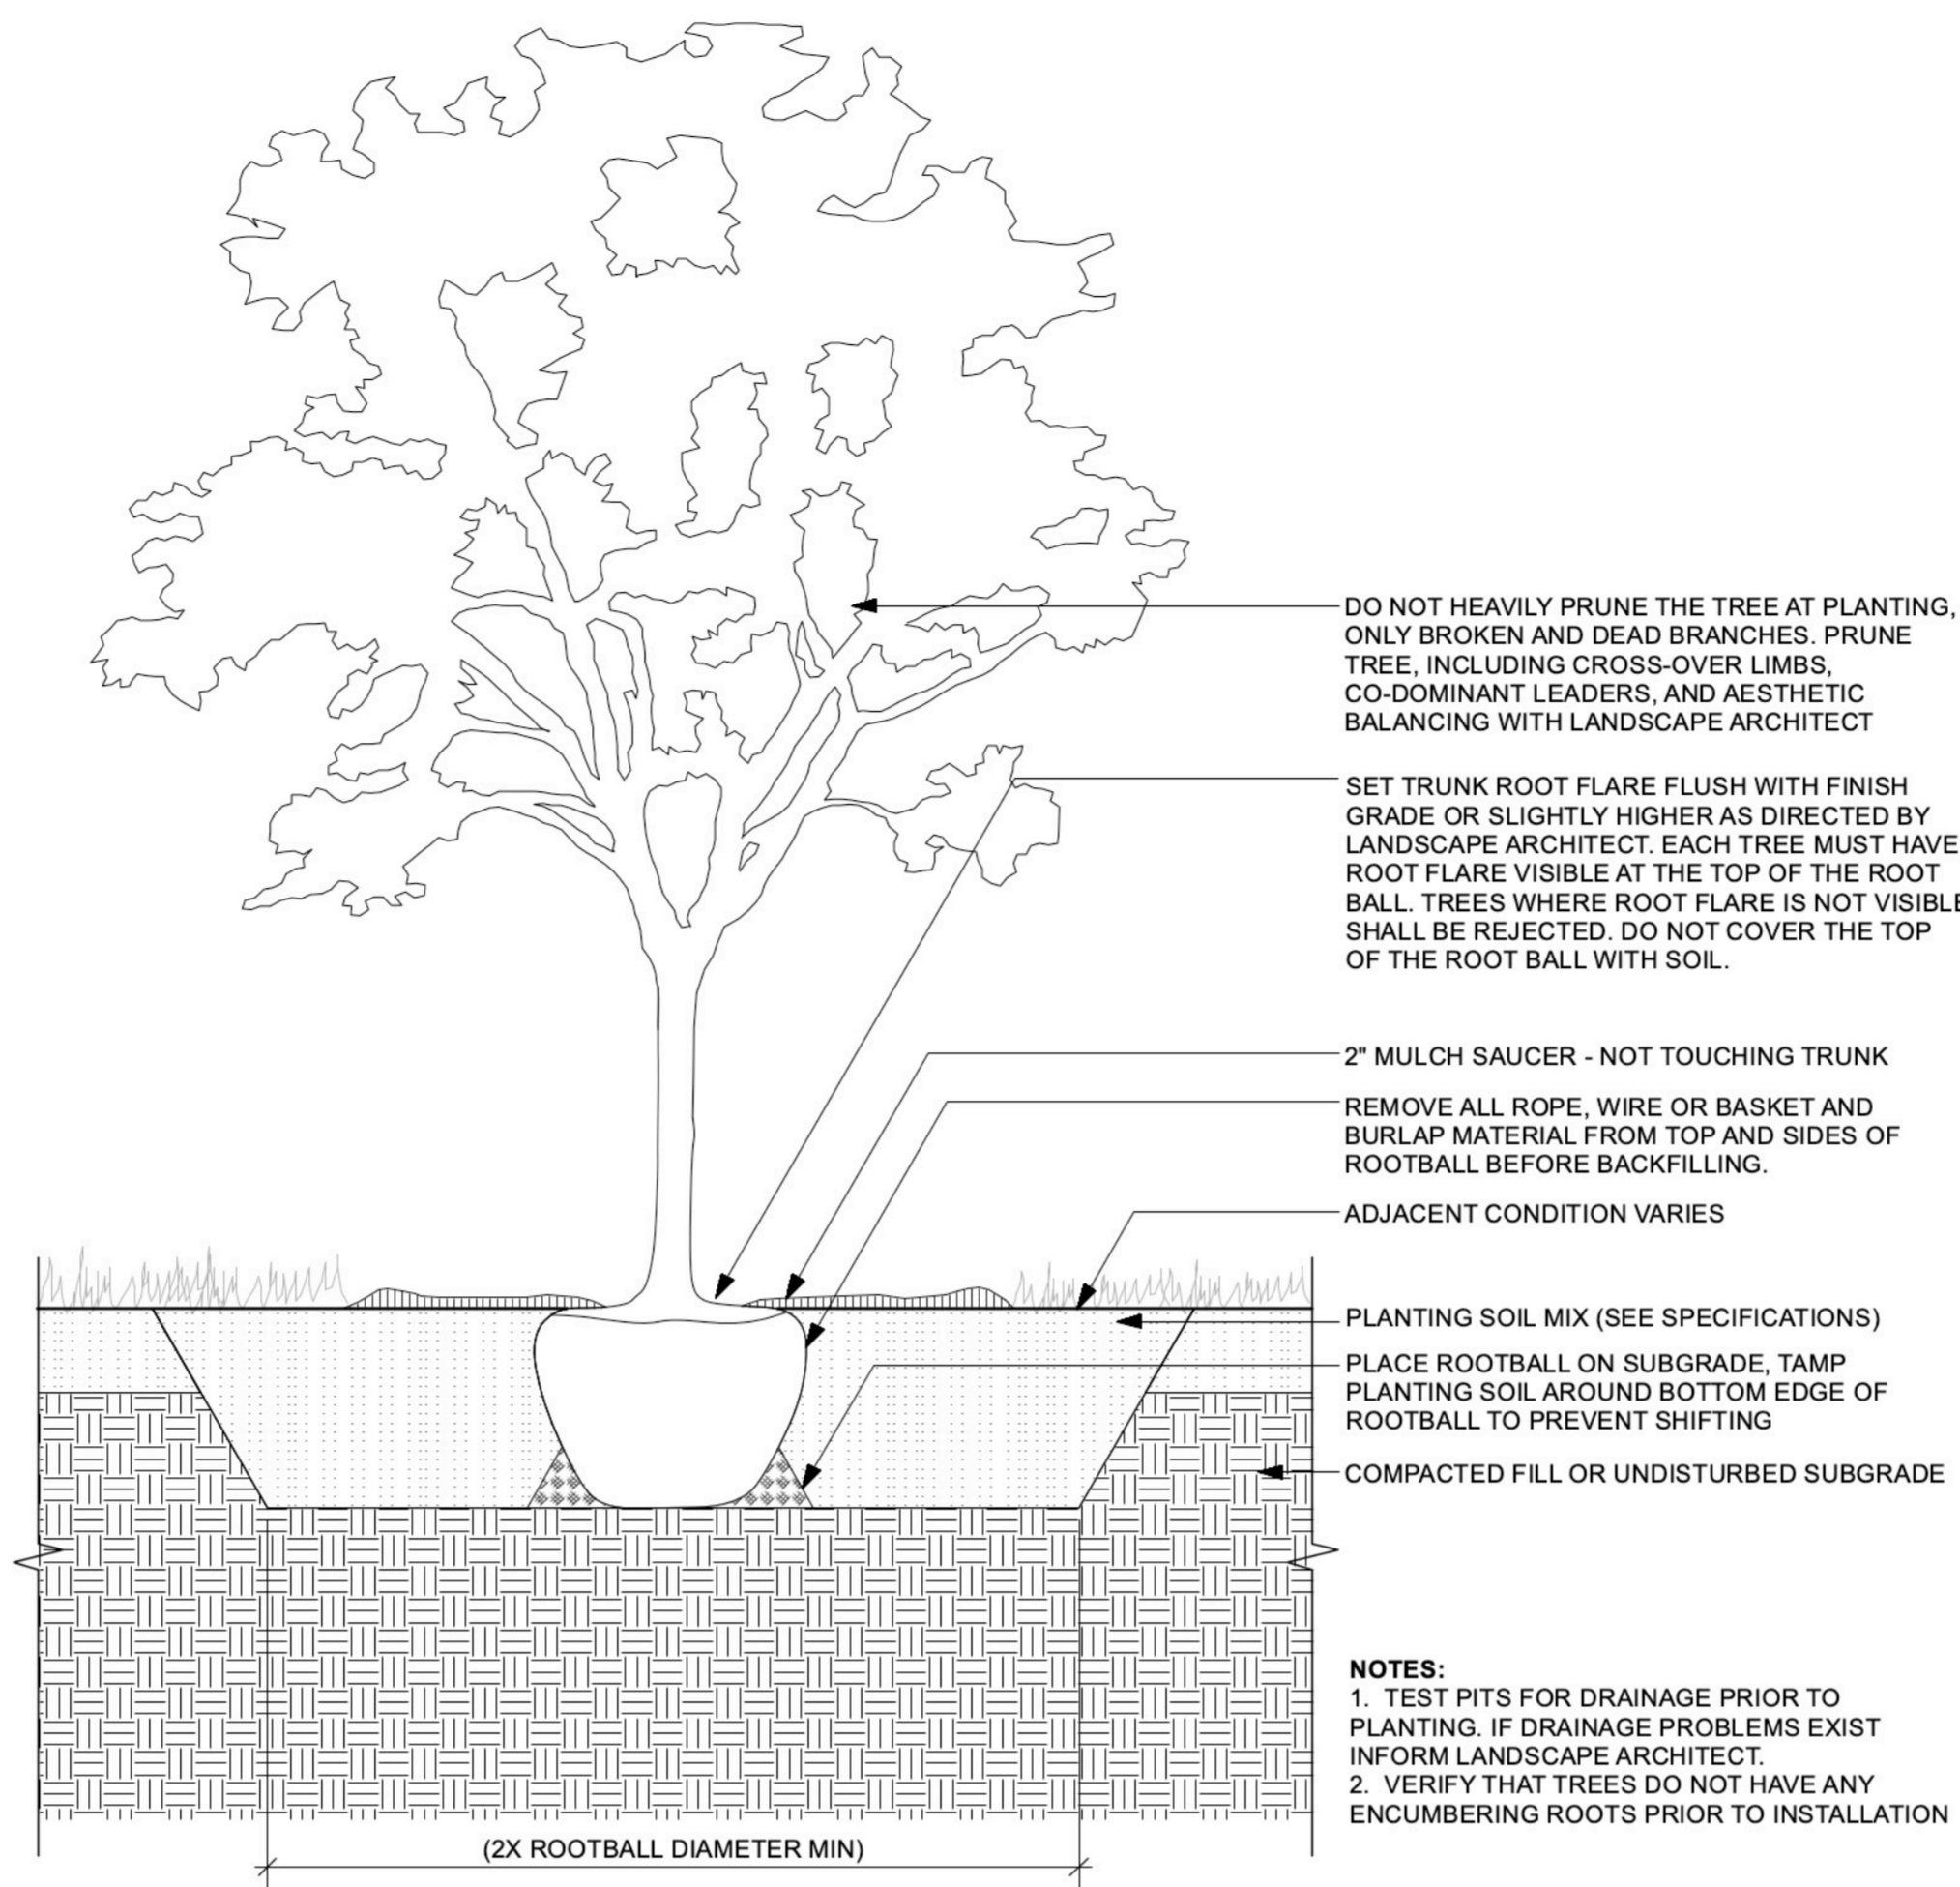 DO NOT HEAVILY PRUNE THE TREE AT PLANTING,
ONLY BROKEN AND DEAD BRANCHES. PRUNE
TREE, INCLUDING CROSS-OVER LIMBS,
CO-DOMINANT LEADERS, AND AESTHETIC
BALANCING WITH LANDSCAPE ARCHITECT
SET TRUNK ROOT FLARE FLUSH WITH FINISH
GRADE OR SLIGHTLY HIGHER AS DIRECTED BY
LANDSCAPE ARCHITECT. EACH TREE MUST HAVE
ROOT FLARE VISIBLE AT THE TOP OF THE ROOT
BALL. TREES WHERE ROOT FLARE IS NOT VISIBLE
SHALL BE REJECTED. DO NOT COVER THE TOP
OF THE ROOT BALL WITH SOIL.
2" MULCH SAUCER - NOT TOUCHING TRUNK
REMOVE ALL ROPE, WIRE OR BASKET AND
BURLAP MATERIAL FROM TOP AND SIDES OF
ROOTBALL BEFORE BACKFILLING.
ADJACENT CONDITION VARIES
PLANTING SOIL MIX (SEE SPECIFICATIONS)
PLACE ROOTBALL ON SUBGRADE, TAMP
PLANTING SOIL AROUND BOTTOM EDGE OF
ROOTBALL TO PREVENT SHIFTING
COMPACTED FILL OR UNDISTURBED SUBGRADE
NOTES:
1. TEST PITS FOR DRAINAGE PRIOR TO
PLANTING. IF DRAINAGE PROBLEMS EXIST
INFORM LANDSCAPE ARCHITECT.
2. VERIFY THAT TREES DO NOT HAVE ANY
ENCUMBERING ROOTS PRIOR TO INSTALLATION
(2X ROOTBALL DIAMETER MIN)